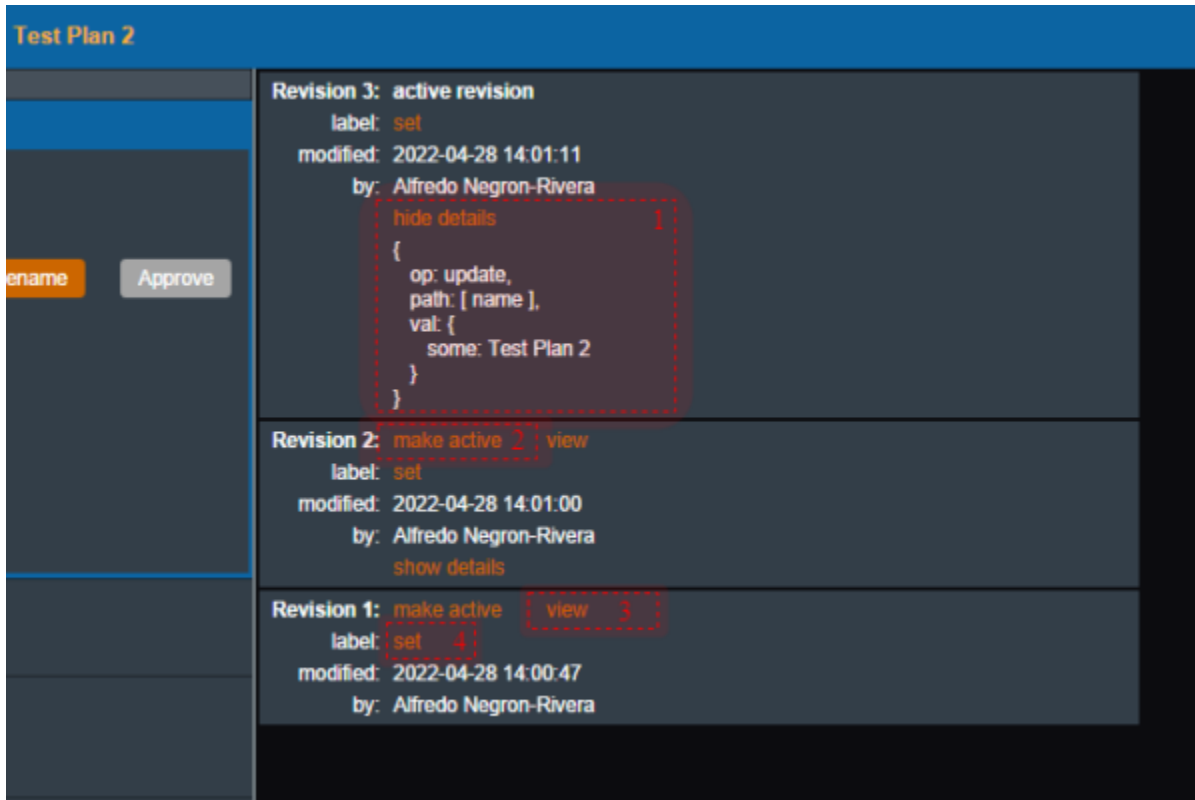 Test Plan 2
ename
Approve
Revision 3: active revision
label: set
modified: 2022-04-28 14:01:11
by: Alfredo Negron-Rivera
hide details 1
{
op: update,
path: [ name ],
val: {
some: Test Plan 2
}
}
Revision 2: make active 2 view
label: set
modified: 2022-04-28 14:01:00
by: Alfredo Negron-Rivera
show details
Revision 1: make active view 3
label: set 4
modified: 2022-04-28 14:00:47
by: Alfredo Negron-Rivera